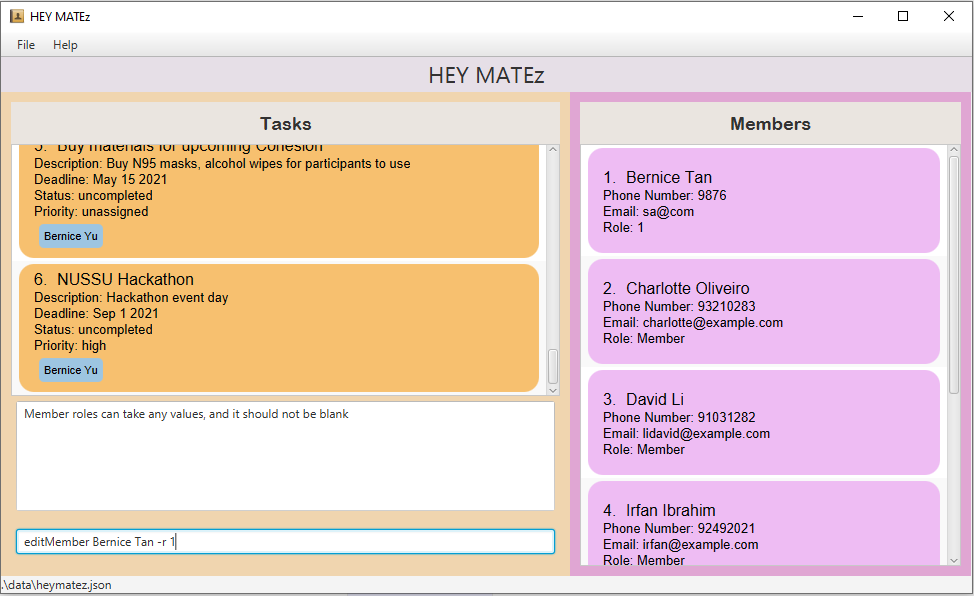 HEY MATEz
File Help
HEY MATEz
Tasks
5. Buy materials for upcoming Cohesion
Description: Buy N95 masks, alcohol wipes for participants to use
Deadline: May 15 2021
Status: uncompleted
Priority: unassigned
Bernice Yu
6. NUSSU Hackathon
Description: Hackathon event day
Deadline: Sep 1 2021
Status: uncompleted
Priority: high
Bernice Yu
Member roles can take any values, and it should not be blank
editMember Bernice Tan -r 1
Members
1. Bernice Tan
Phone Number: 9876
Email: sa@com
Role: 1
2. Charlotte Oliveiro
Phone Number: 93210283
Email: charlotte@example.com
Role: Member
3. David Li
Phone Number: 91031282
Email: lidavid@example.com
Role: Member
4. Irfan Ibrahim
Phone Number: 92492021
Email: irfan@example.com
Role: Member
.\data\heymatez.json